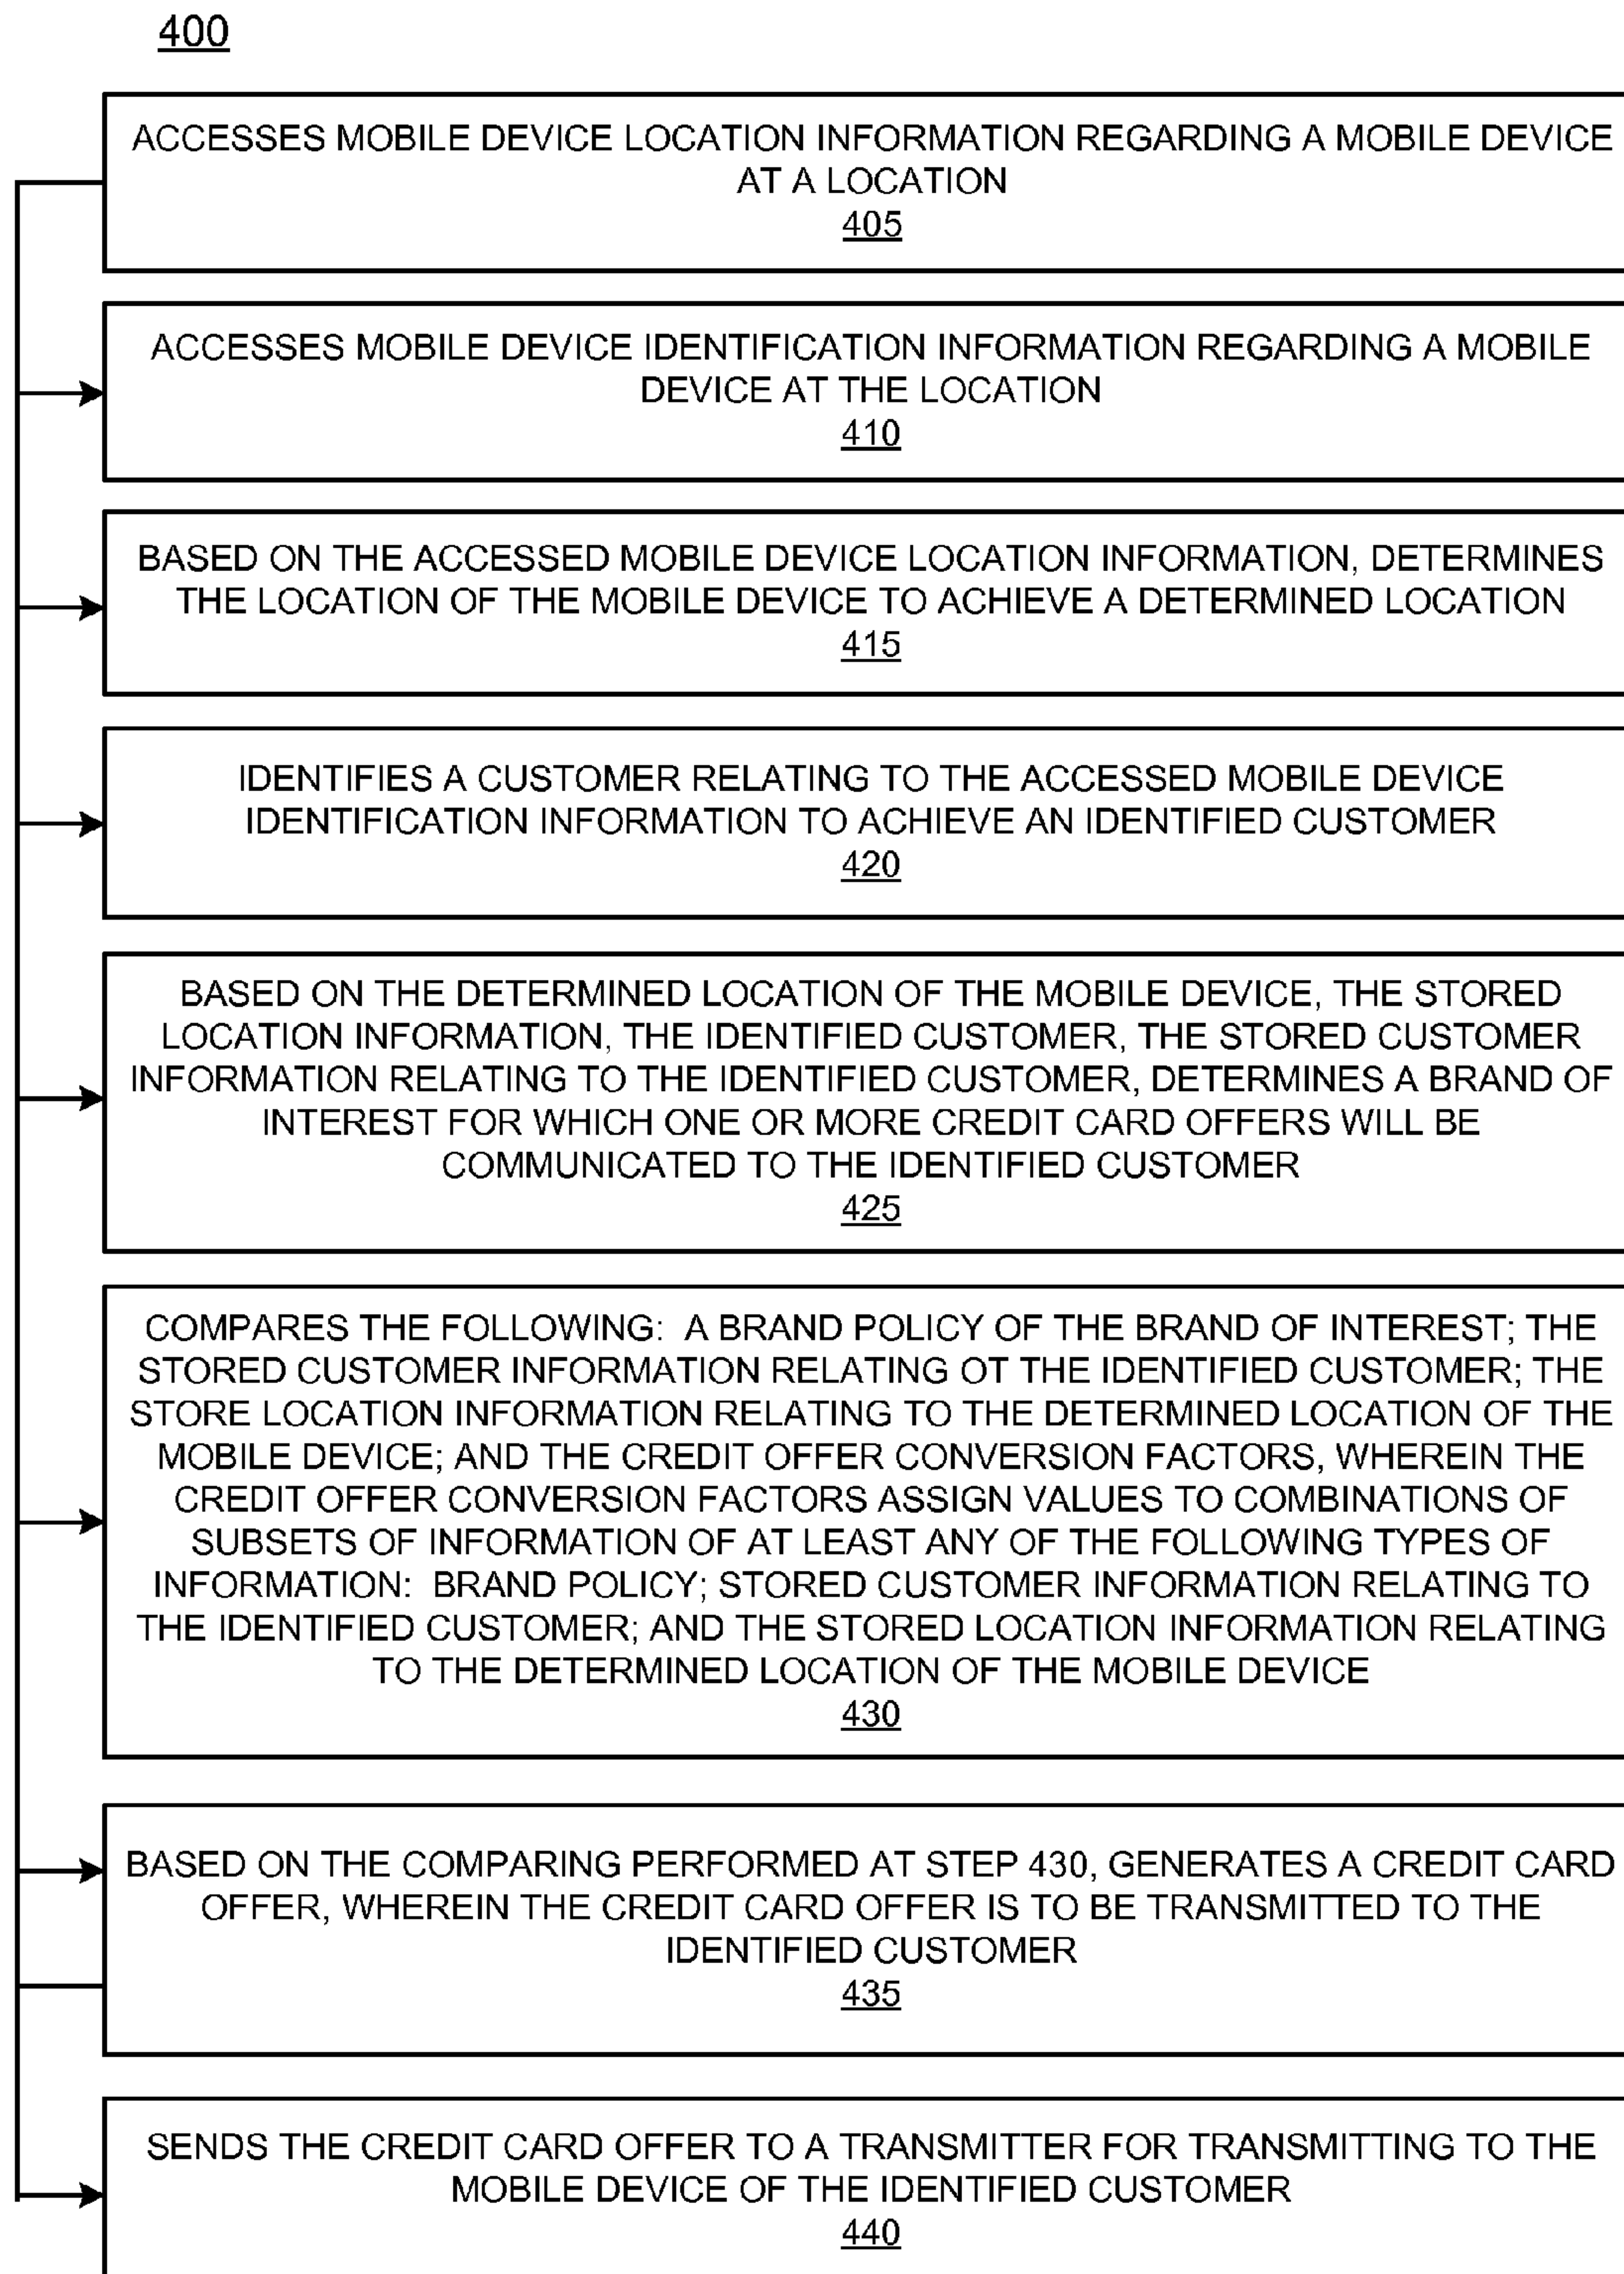 400
ACCESSES MOBILE DEVICE LOCATION INFORMATION REGARDING A MOBILE DEVICE
AT A LOCATION
405
ACCESSES MOBILE DEVICE IDENTIFICATION INFORMATION REGARDING A MOBILE
DEVICE AT THE LOCATION
410
BASED ON THE ACCESSED MOBILE DEVICE LOCATION INFORMATION, DETERMINES
THE LOCATION OF THE MOBILE DEVICE TO ACHIEVE A DETERMINED LOCATION
415
IDENTIFIES A CUSTOMER RELATING TO THE ACCESSED MOBILE DEVICE
IDENTIFICATION INFORMATION TO ACHIEVE AN IDENTIFIED CUSTOMER
420
BASED ON THE DETERMINED LOCATION OF THE MOBILE DEVICE, THE STORED
LOCATION INFORMATION, THE IDENTIFIED CUSTOMER, THE STORED CUSTOMER
INFORMATION RELATING TO THE IDENTIFIED CUSTOMER, DETERMINES A BRAND OF
INTEREST FOR WHICH ONE OR MORE CREDIT CARD OFFERS WILL BE
COMMUNICATED TO THE IDENTIFIED CUSTOMER
425
COMPARES THE FOLLOWING: A BRAND POLICY OF THE BRAND OF INTEREST; THE
STORED CUSTOMER INFORMATION RELATING OT THE IDENTIFIED CUSTOMER; THE
STORE LOCATION INFORMATION RELATING TO THE DETERMINED LOCATION OF THE
MOBILE DEVICE; AND THE CREDIT OFFER CONVERSION FACTORS, WHEREIN THE
CREDIT OFFER CONVERSION FACTORS ASSIGN VALUES TO COMBINATIONS OF
SUBSETS OF INFORMATION OF AT LEAST ANY OF THE FOLLOWING TYPES OF
INFORMATION: BRAND POLICY; STORED CUSTOMER INFORMATION RELATING TO
THE IDENTIFIED CUSTOMER; AND THE STORED LOCATION INFORMATION RELATING
TO THE DETERMINED LOCATION OF THE MOBILE DEVICE
430
BASED ON THE COMPARING PERFORMED AT STEP 430, GENERATES A CREDIT CARD
OFFER, WHEREIN THE CREDIT CARD OFFER IS TO BE TRANSMITTED TO THE
IDENTIFIED CUSTOMER
435
SENDS THE CREDIT CARD OFFER TO A TRANSMITTER FOR TRANSMITTING TO THE
MOBILE DEVICE OF THE IDENTIFIED CUSTOMER
440